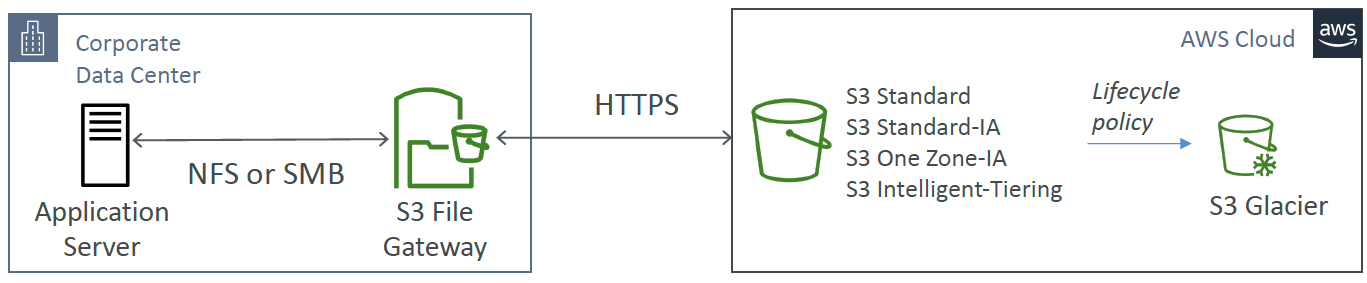 Corporate
Data Center
Application
Server
NFS or SMB
S3 File
Gateway
HTTPS
AWS Cloud
aws
S3 Standard
S3 Standard-IA
S3 One Zone-IA
S3 Intelligent-Tiering
Lifecycle
policy
S3 Glacier